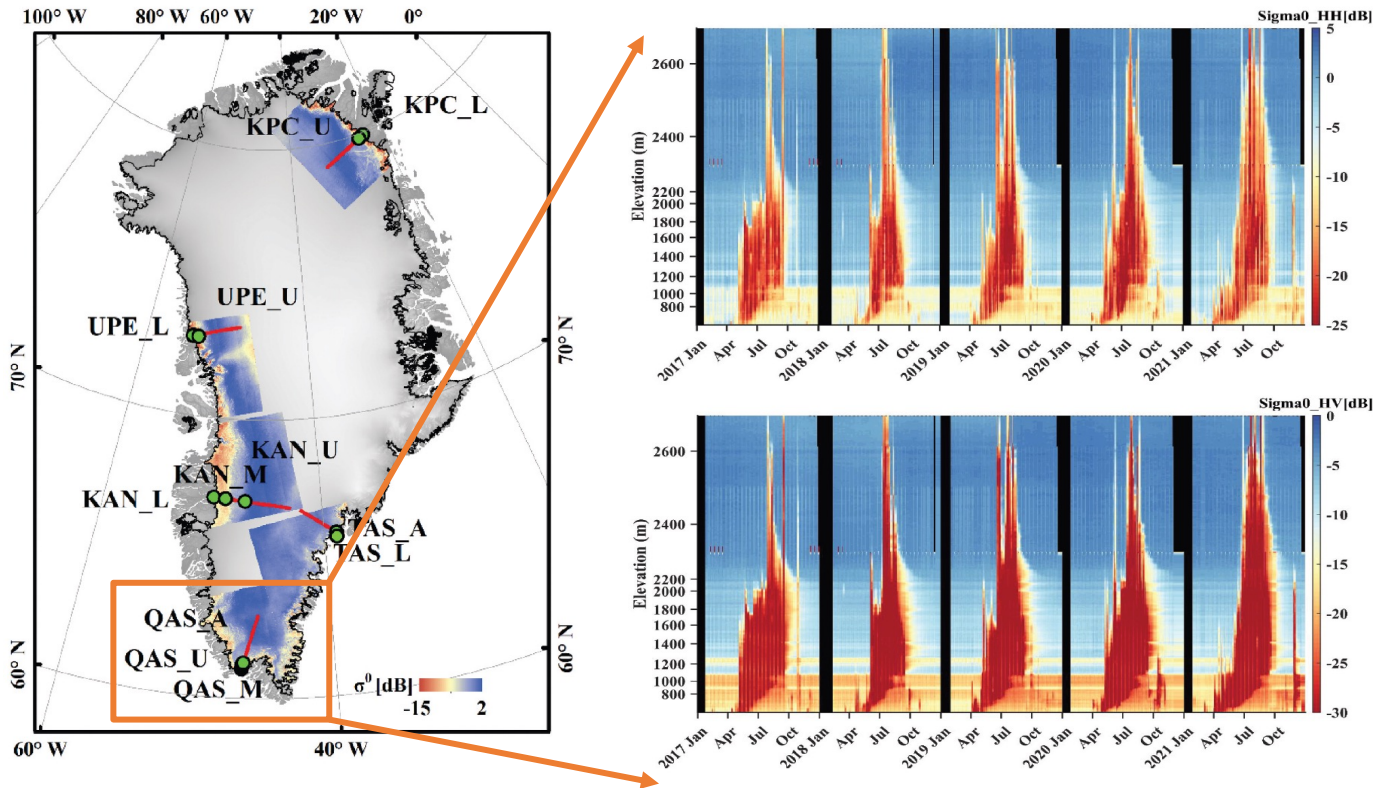 100° W
80° W
60° W
20° W
0°
KPC_L
KPC_U
UPE_U
UPE_L
70° N
70° N
KAN_U
KAN_M
KAN_L
TAS_A
TAS_L
QAS_A
QAS_U
QAS_M
60° N
60° N
σ⁰ [dB]
-15 2
60° W
40° W
Sigma0_HH[dB]
Elevation (m)
2600
2400
2200
2000
1800
1600
1400
1200
1000
800
5
0
-5
-10
-15
-20
-25
2017 Jan Apr Jul Oct 2018 Jan Apr Jul Oct 2019 Jan Apr Jul Oct 2020 Jan Apr Jul Oct 2021 Jan Apr Jul Oct
Sigma0_HV[dB]
Elevation (m)
2600
2400
2200
2000
1800
1600
1400
1200
1000
800
0
-5
-10
-15
-20
-25
-30
2017 Jan Apr Jul Oct 2018 Jan Apr Jul Oct 2019 Jan Apr Jul Oct 2020 Jan Apr Jul Oct 2021 Jan Apr Jul Oct